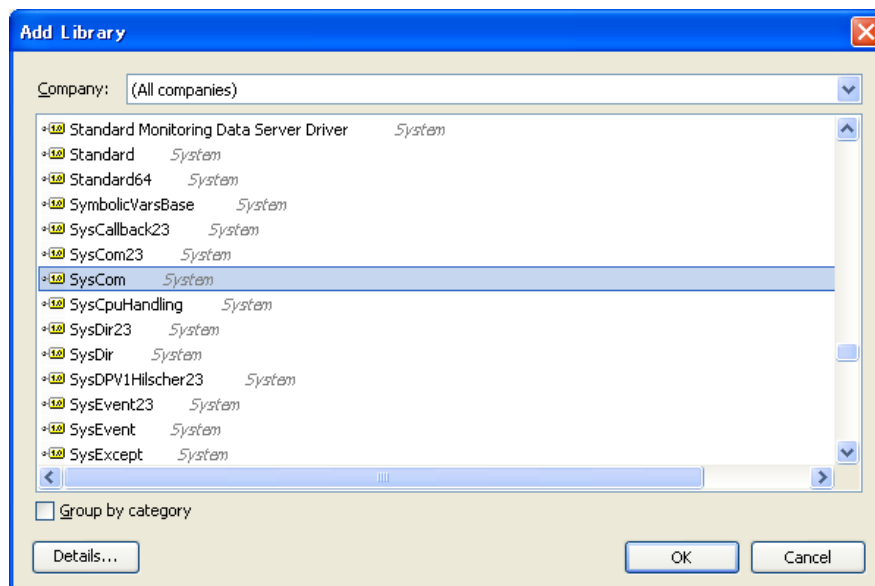 Add Library
Company: (All companies)
Standard Monitoring Data Server Driver System
Standard System
Standard64 System
SymbolicVarsBase System
SysCallback23 System
SysCom23 System
SysCom System
SysCpuHandling System
SysDir23 System
SysDir System
SysDPV1Hilscher23 System
SysEvent23 System
SysEvent System
SysExcept System
Group by category
Details... OK Cancel